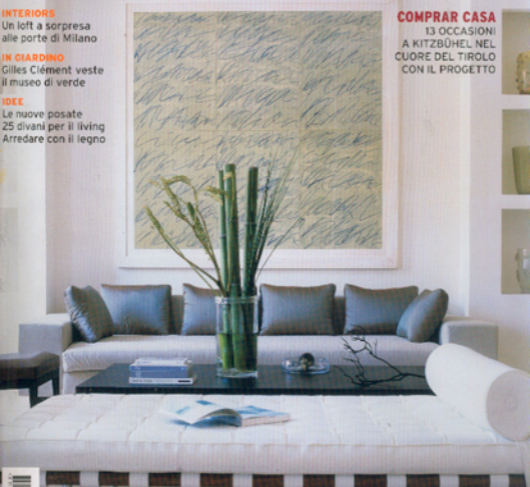 INTERIORS
Un loft a sorpresa
alle porte di Milano
IN GIARDINO
Gilles Clément veste
il museo di verde
IDEE
Le nuove posate
25 divani per il living
Arredare con il legno
COMPRAR CASA
13 OCCASIONI
A KITZBÜHEL NEL
CUORE DEL TIROLO
CON IL PROGETTO